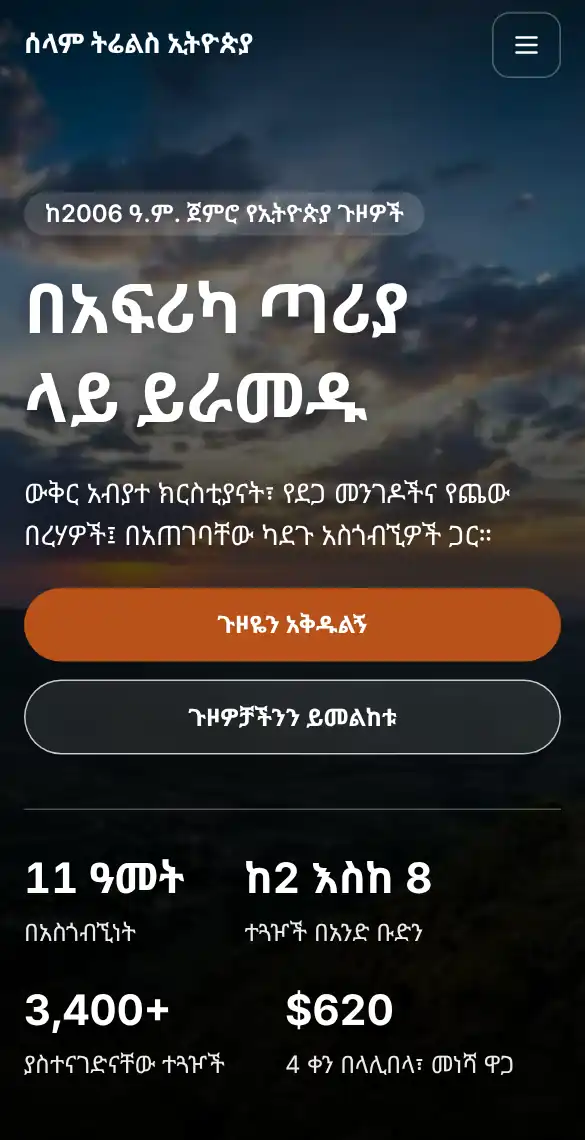 ሰላም ትራቭልስ ኢትዮጵያ
ከ2006 ዓ.ም. ጀምሮ የኢትዮጵያ ጉዞዎች
በአፍሪካ ጣሪያ
ላይ ይራመዱ
ውቅር አብያተ ክርስቲያናት፣ የደጋ መንገዶችና የጨው
በረሃዎች፤ በአጠገባቸው ካደጉ አስጎብኚዎች ጋር።
ጉዞዬን አቅዱልኝ
ጉዞዎቻችንን ይመልከቱ
11 ዓመት
ከ2 እስከ 8
በአስጎብኚነት
ተጓዦች በአንድ ቡድን
3,400+
$620
ያስተናገድናቸው ተጓዦች
4 ቀን በላሊበላ፣ መነሻ ዋጋ